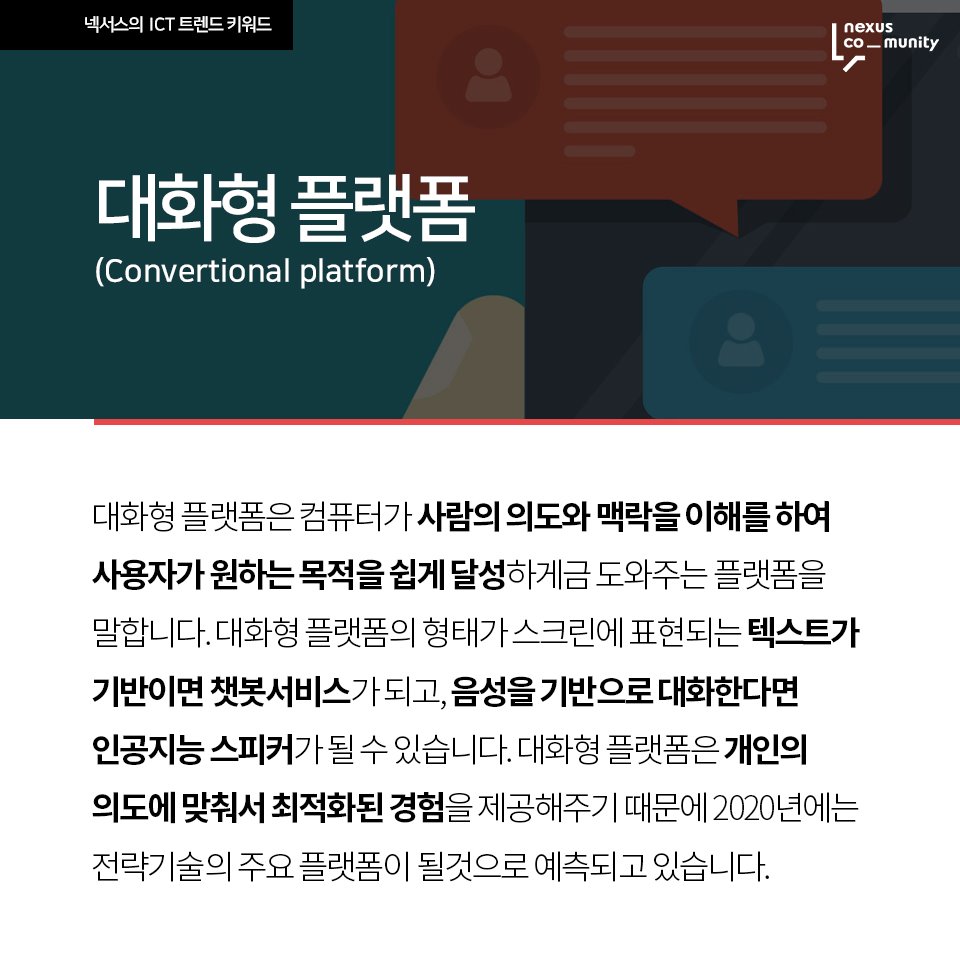 넥서스의 ICT 트렌드 키워드
nexus
co_munity
대화형 플랫폼
(Convertional platform)
대화형 플랫폼은 컴퓨터가 사람의 의도와 맥락을 이해를 하여
사용자가 원하는 목적을 쉽게 달성하게금 도와주는 플랫폼을
말합니다. 대화형 플랫폼의 형태가 스크린에 표현되는 텍스트가
기반이면 챗봇서비스가 되고, 음성을 기반으로 대화한다면
인공지능 스피커가 될 수 있습니다. 대화형 플랫폼은 개인의
의도에 맞춰서 최적화된 경험을 제공해주기 때문에 2020년에는
전략기술의 주요 플랫폼이 될것으로 예측되고 있습니다.